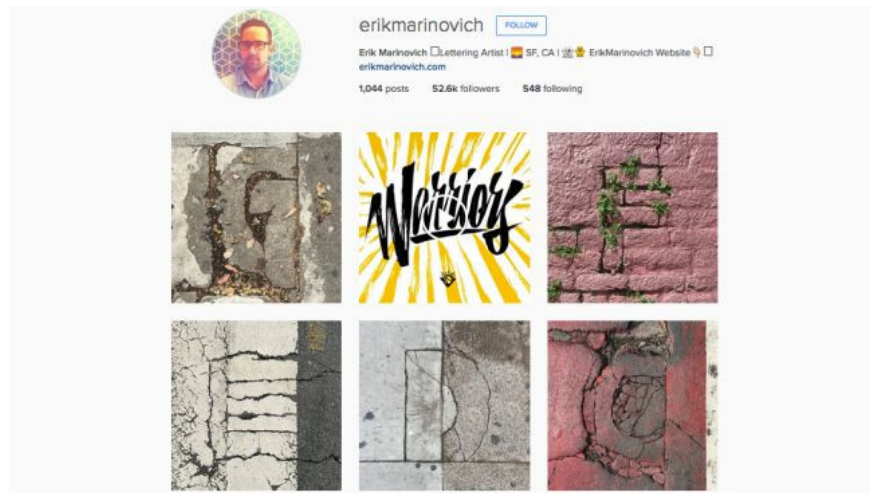 erikmarinovich FOLLOW
Erik Marinovich Lettering Artist | SF, CA | ErikMarinovich Website
erikmarinovich.com
1,044 posts 52.6k followers 548 following
G
Warriors
F
E
D
C